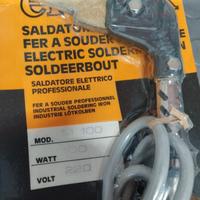 SALDATO
FER A SOUDER
ELECTRIC SOLDER
SOLDEERBOUT
SALDATORE ELETTRICO
PROFESSIONALE
FER A SOUDER PROFESSIONNEL
INDUSTRIAL SOLDERING IRON
INDUSTRIE LÖTKOLBEN
MOD. 100
WATT
VOLT 220